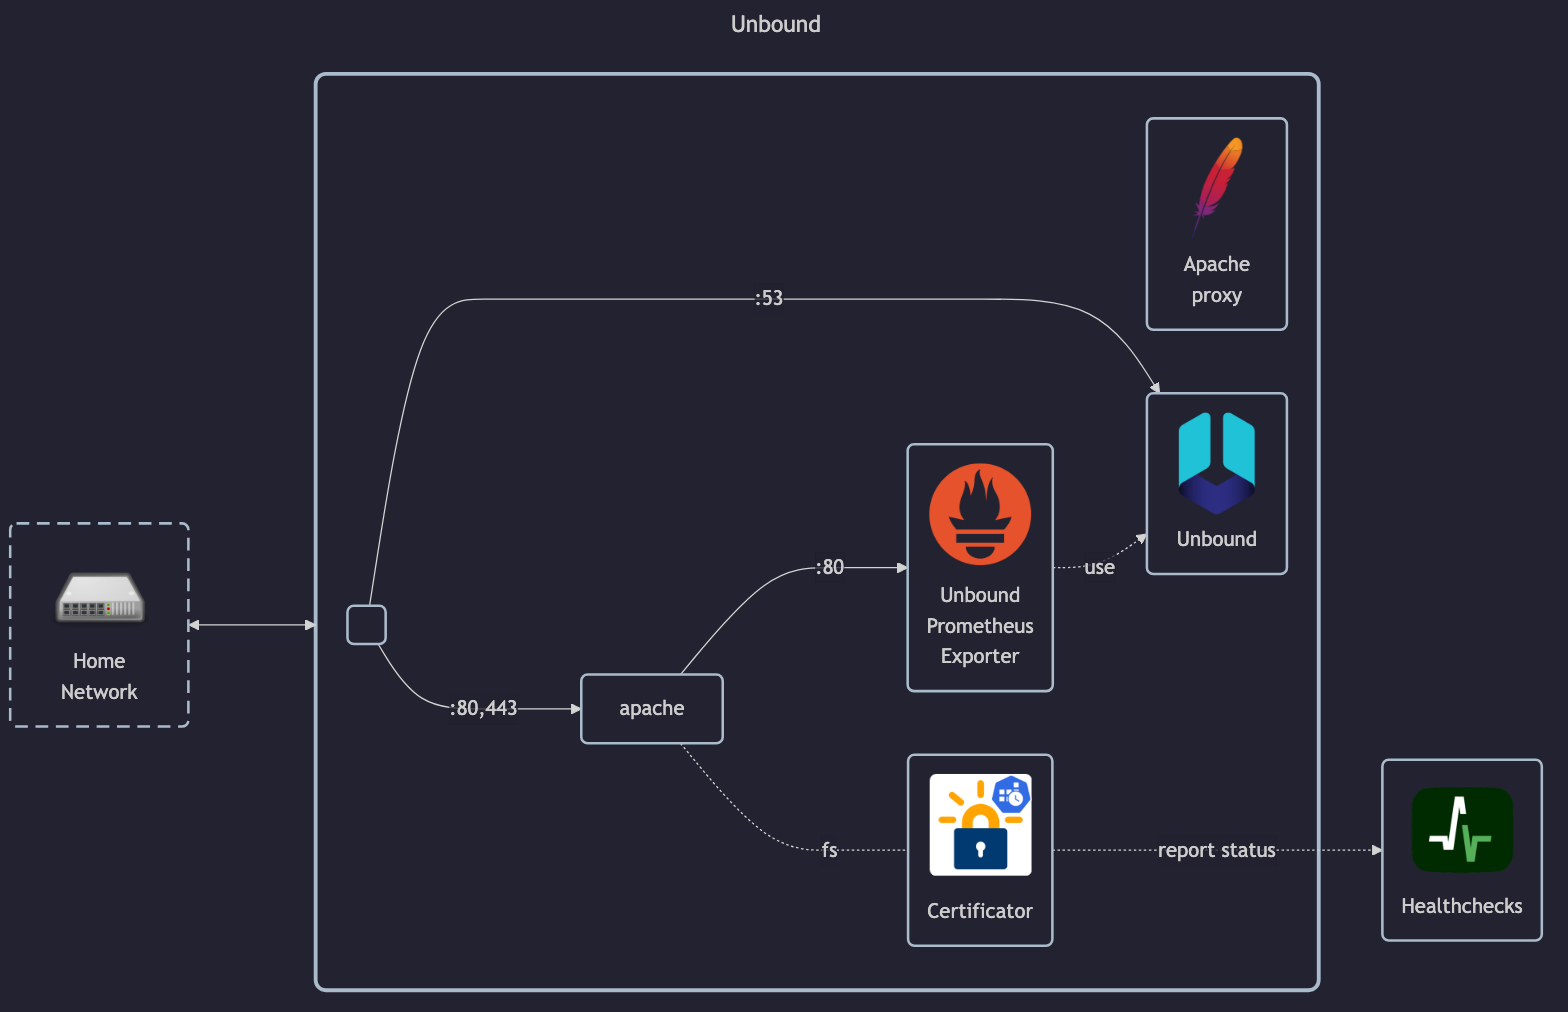 Unbound
Apache
proxy
:53
Unbound
:80
use
Unbound
Prometheus
Exporter
Home
Network
:80,443
apache
fs
report status
Certificator
Healthchecks